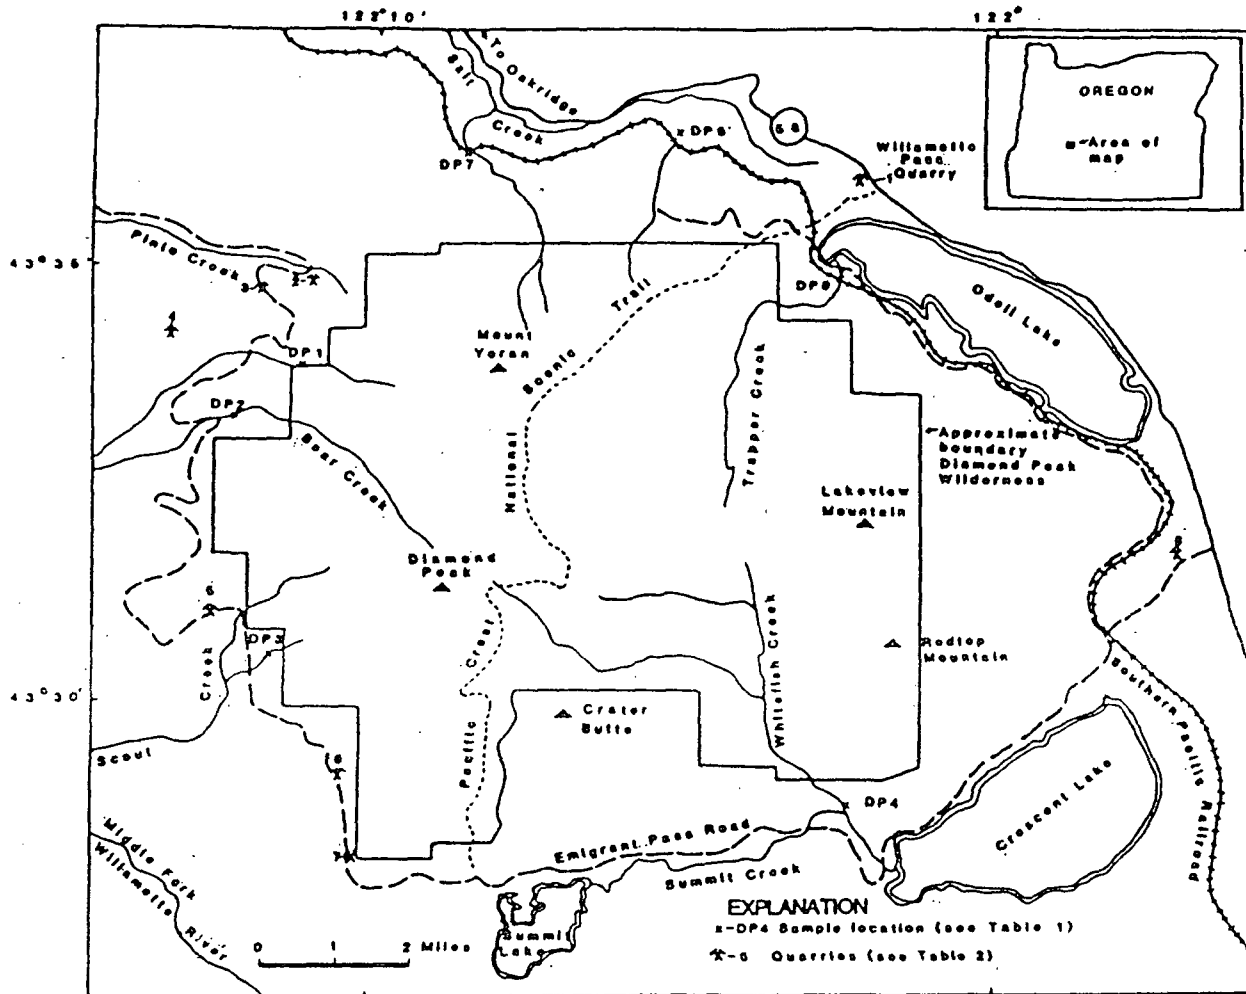 122°10'
122°
To Oakridge
Salt
Creek
58
OREGON
Area of
map
DP7
Willamette
Pass
Quarry
1
Pinto Creek
43°35'
3
2
4
DP1
DP2
Bear Creek
Mount
Yoran
National
Scenic
Trail
DP9
Odell Lake
Trapper Creek
Approximate
boundary
Diamond Peak
Wilderness
Lakeview
Mountain
Diamond
Peak
DP3
Creek
Scout
43°30'
Crest
Pacific
Crater
Butte
Whitefish Creek
Redtop
Mountain
Southern Pacific Railroad
Crescent Lake
DP4
7
Emigrant Pass Road
Summit Creek
Middle Fork
Willamette
River
Summit
Lake
0 1 2 Miles
EXPLANATION
x-DP4 Sample location (see Table 1)
Quarries (see Table 2)